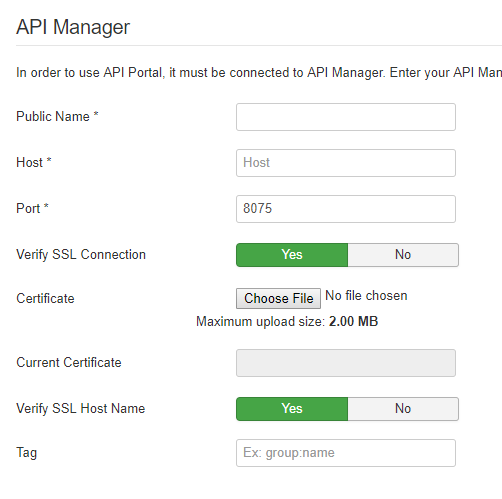 API Manager
In order to use API Portal, it must be connected to API Manager. Enter your API Man
Public Name *
Host * Host
Port * 8075
Verify SSL Connection Yes No
Certificate Choose File No file chosen
Maximum upload size: 2.00 MB
Current Certificate
Verify SSL Host Name Yes No
Tag Ex: group:name